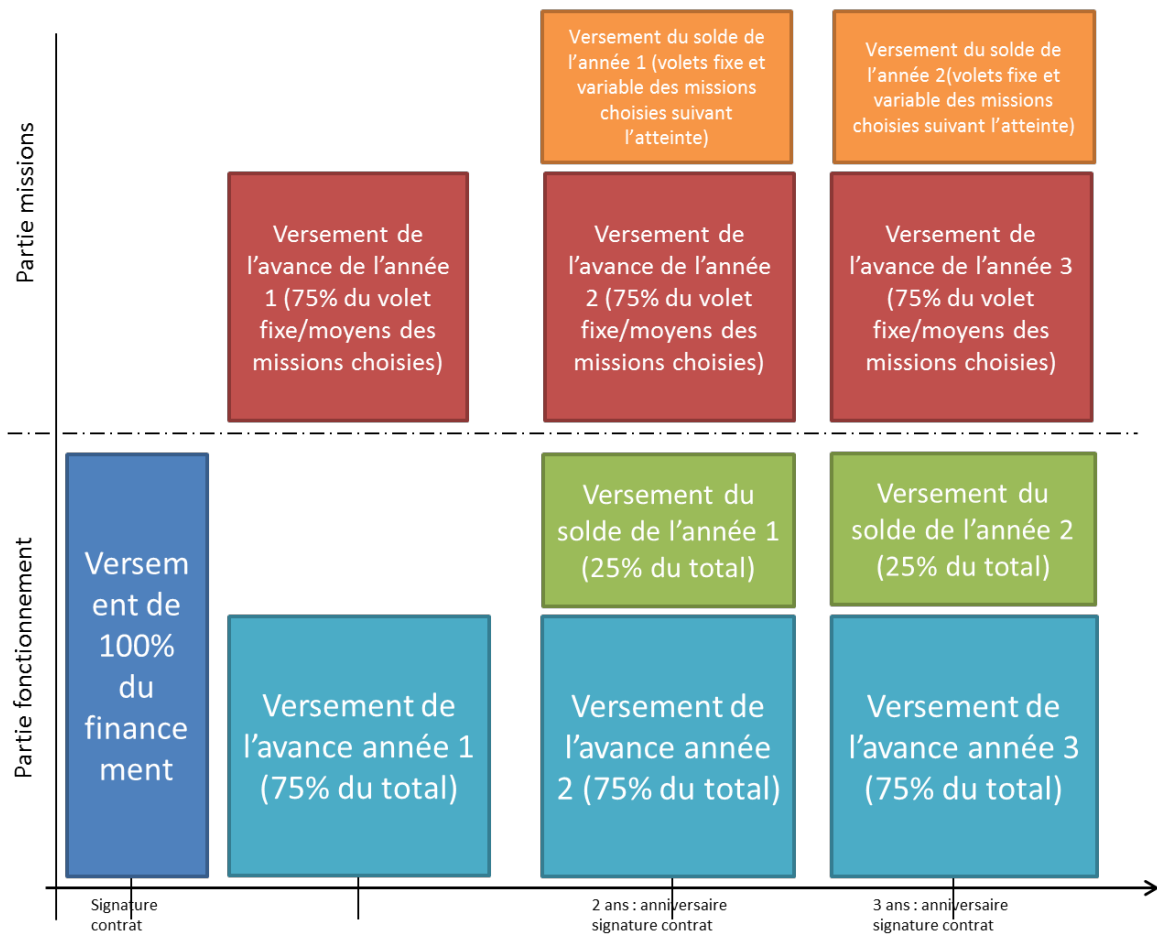 Partie missions
Versement du solde de
l'année 1 (volets fixe et
variable des missions
choisies suivant
l'atteinte)
Versement du solde de
l'année 2(volets fixe et
variable des missions
choisies suivant l'atteinte)
Versement de
l'avance de l'année
1 (75% du volet
fixe/moyens des
missions choisies)
Versement de
l'avance de l'année
2 (75% du volet
fixe/moyens des
missions choisies)
Versement de
l'avance de l'année 3
(75% du volet
fixe/moyens des
missions choisies)
Partie fonctionnement
Versem
ent de
100%
du
finance
ment
Versement du
solde de l'année 1
(25% du total)
Versement du
solde de l'année 2
(25% du total)
Versement de
l'avance année 1
(75% du total)
Versement de
l'avance année
2 (75% du total)
Versement de
l'avance année 3
(75% du total)
Signature
contrat
2 ans : anniversaire
signature contrat
3 ans : anniversaire
signature contrat